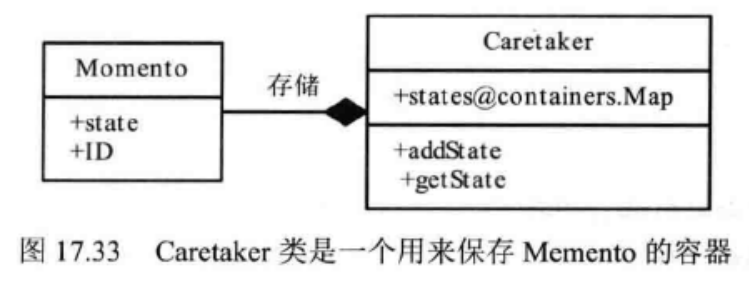 Momento
+state
+ID
存储
Caretaker
+states@containers.Map
+addState
+getState
图 17.33 Caretaker 类是一个用来保存 Memento 的容器